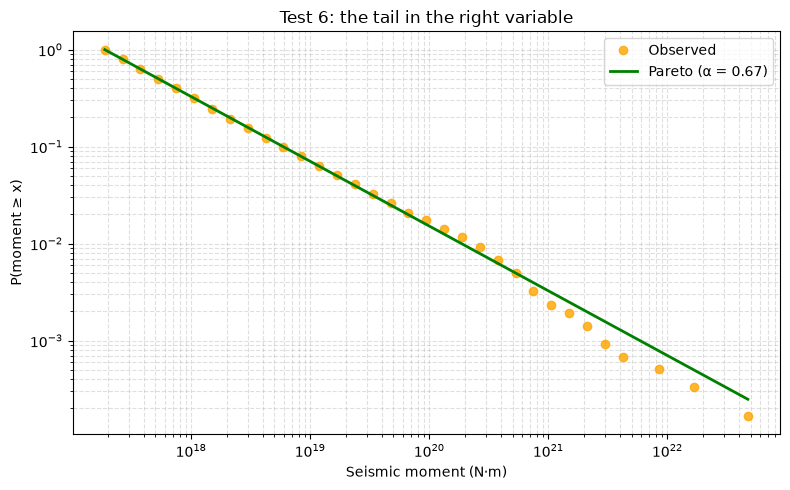 Test 6: the tail in the right variable
Observed
Pareto (α = 0.67)
P(moment ≥ x)
10⁰
10⁻¹
10⁻²
10⁻³
10¹⁸
10¹⁹
10²⁰
10²¹
10²²
Seismic moment (N·m)